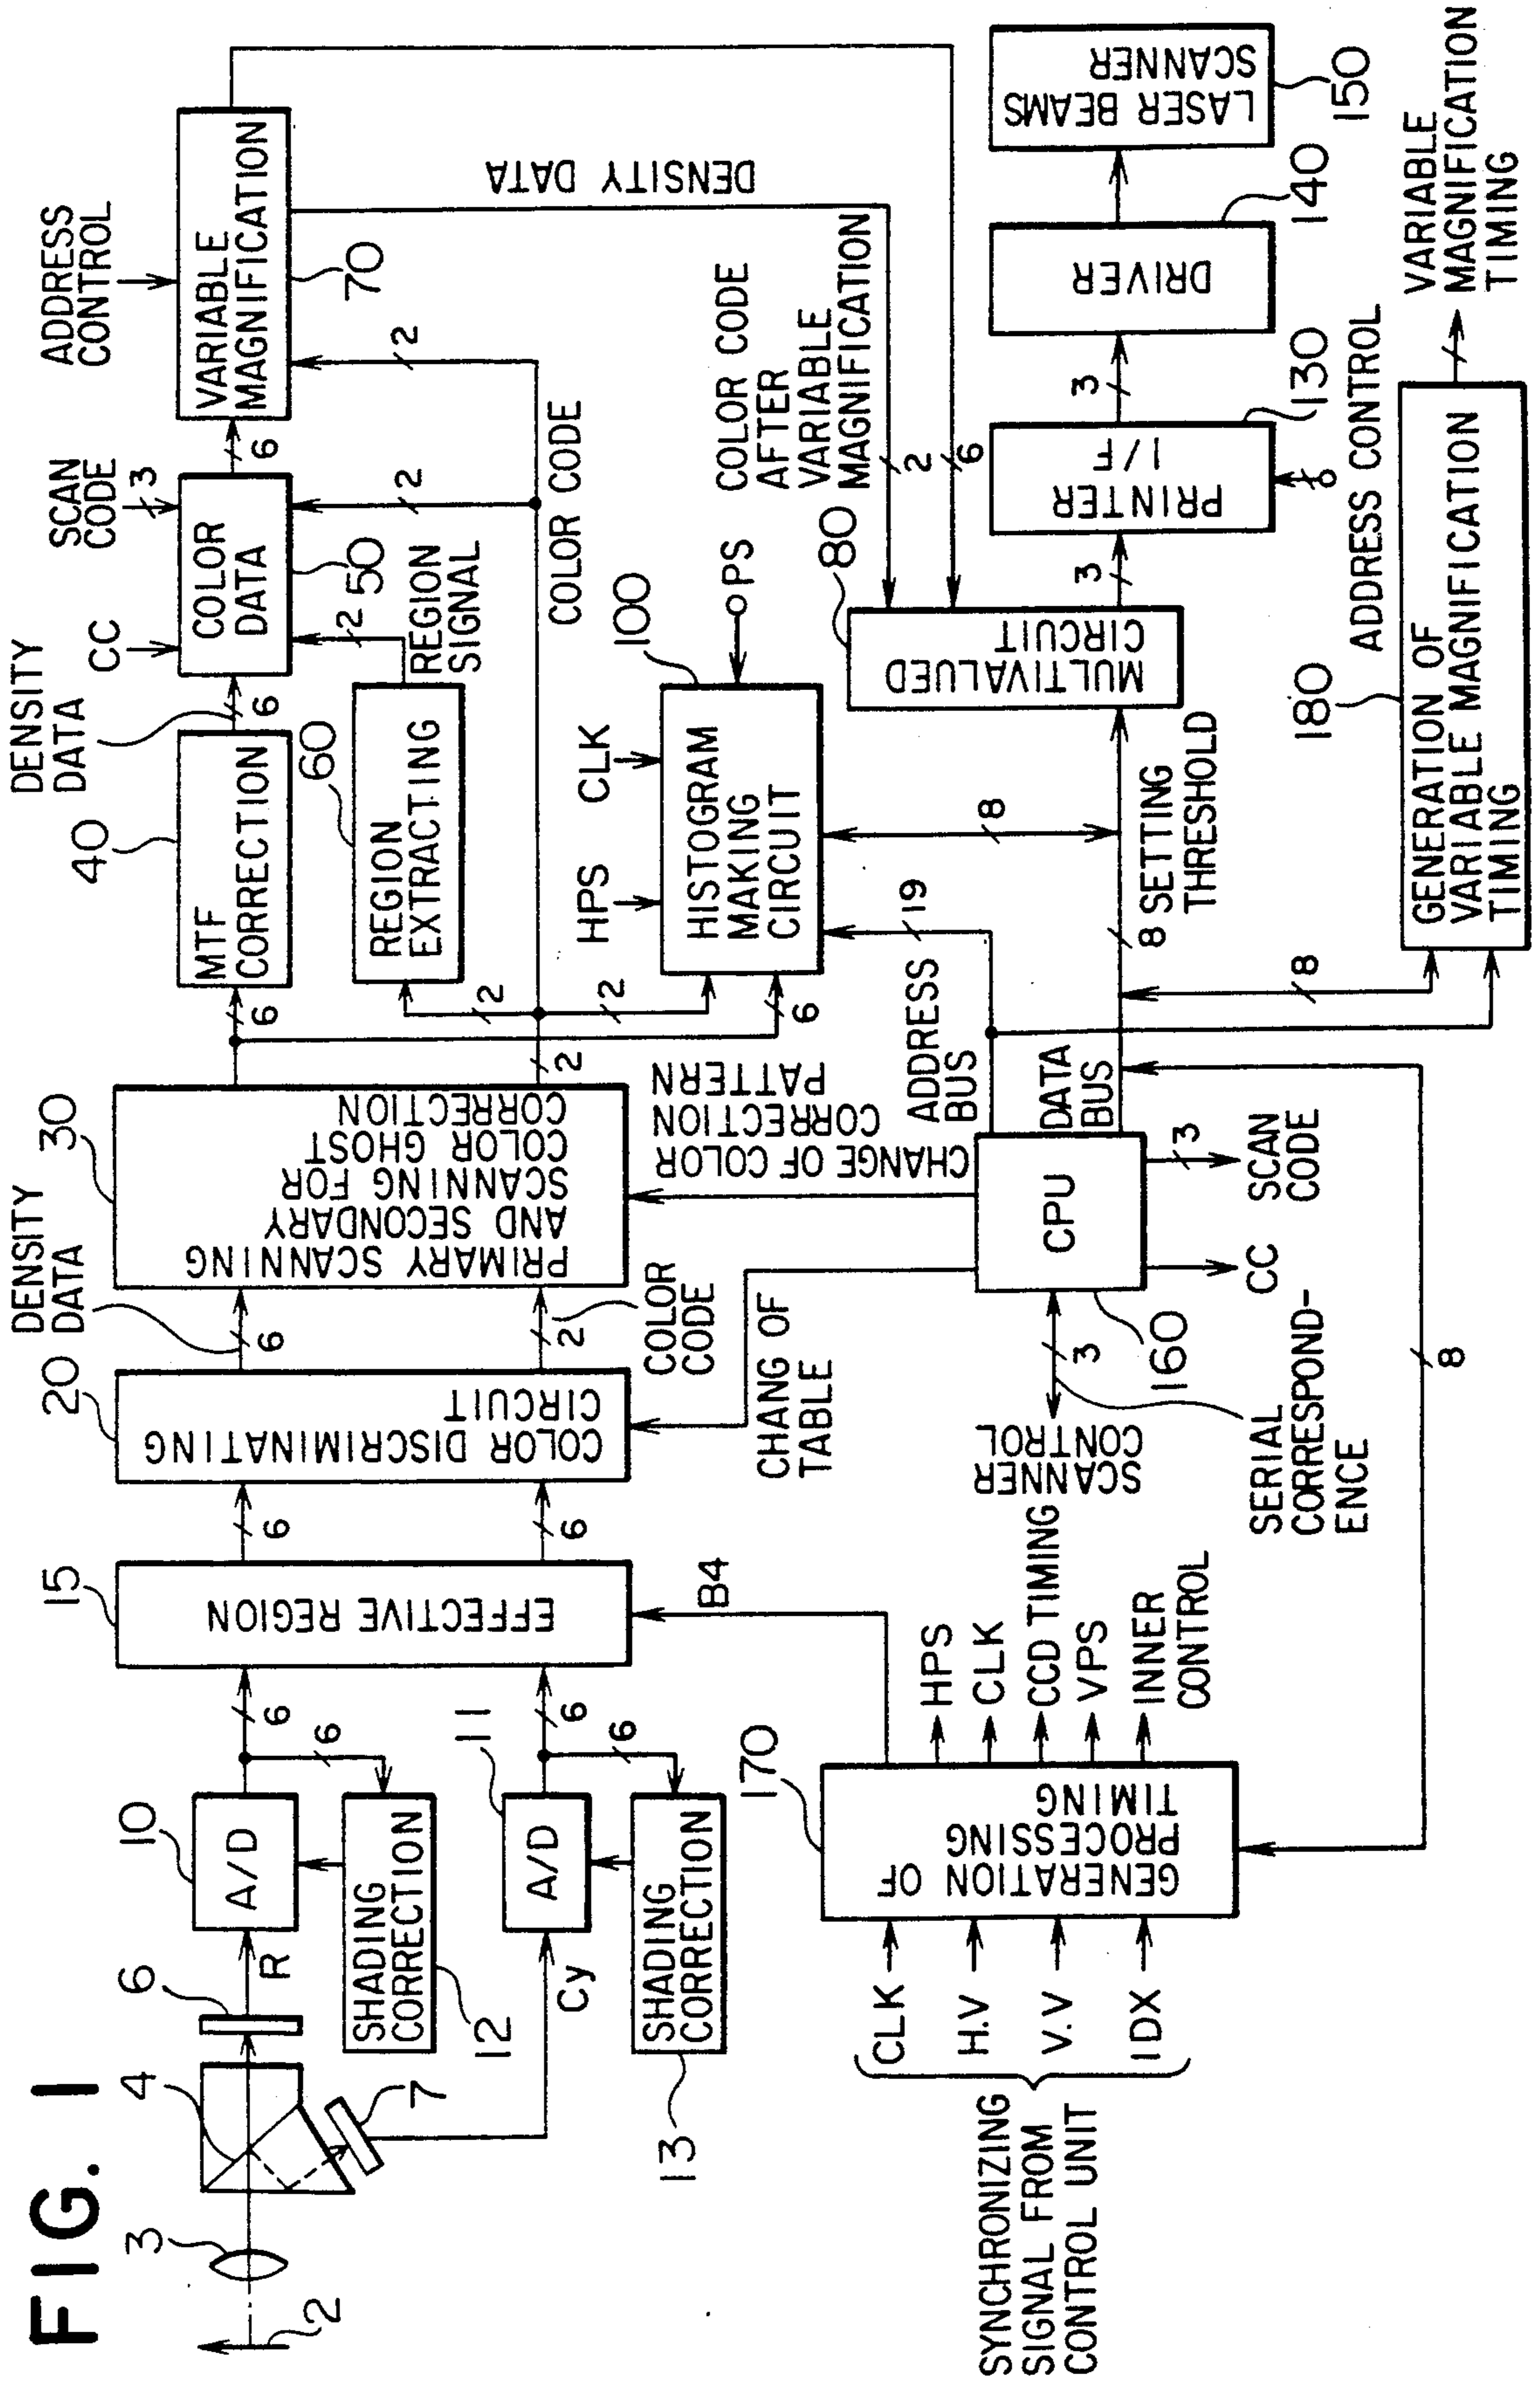 FIG. 1
2
3
4
6
7
R
Cy
10
A/D
6
6
SHADING
CORRECTION
12
11
A/D
6
6
SHADING
CORRECTION
13
15
EFFECTIVE REGION
B4
6
6
20
COLOR DISCRIMINATING
CIRCUIT
CHANG OF
TABLE
DENSITY
DATA
6
2
COLOR
CODE
30
PRIMARY SCANNING
AND SECONDARY
SCANNING FOR
COLOR GHOST
CORRECTION
CHANGE OF COLOR
CORRECTION
PATTERN
2
6
2
2
6
40
MTF
CORRECTION
DENSITY
DATA
6
60
REGION
EXTRACTING
REGION
SIGNAL
2
CC
SCAN
CODE
3
COLOR
DATA
50
2
COLOR CODE
6
ADDRESS
CONTROL
VARIABLE
MAGNIFICATION
70
2
DENSITY DATA
HPS
CLK
100
HISTOGRAM
MAKING
CIRCUIT
PS
COLOR CODE
AFTER
VARIABLE
MAGNIFICATION
2
6
80
MULTIVALUED
CIRCUIT
3
PRINTER
I/F
130
3
DRIVER
140
LASER BEAMS
SCANNER
150
ADDRESS CONTROL
ADDRESS
BUS
19
8
DATA
BUS
8
SETTING
THRESHOLD
8
CPU
160
SCANNER
CONTROL
3
SERIAL
CORRESPOND-
ENCE
CC
3
SCAN
CODE
8
SYNCHRONIZING
SIGNAL FROM
CONTROL UNIT
CLK
H.V
V.V
IDX
170
GENERATION OF
PROCESSING
TIMING
HPS
CLK
CCD TIMING
VPS
INNER
CONTROL
180
GENERATION OF
VARIABLE MAGNIFICATION
TIMING
VARIABLE
MAGNIFICATION
TIMING